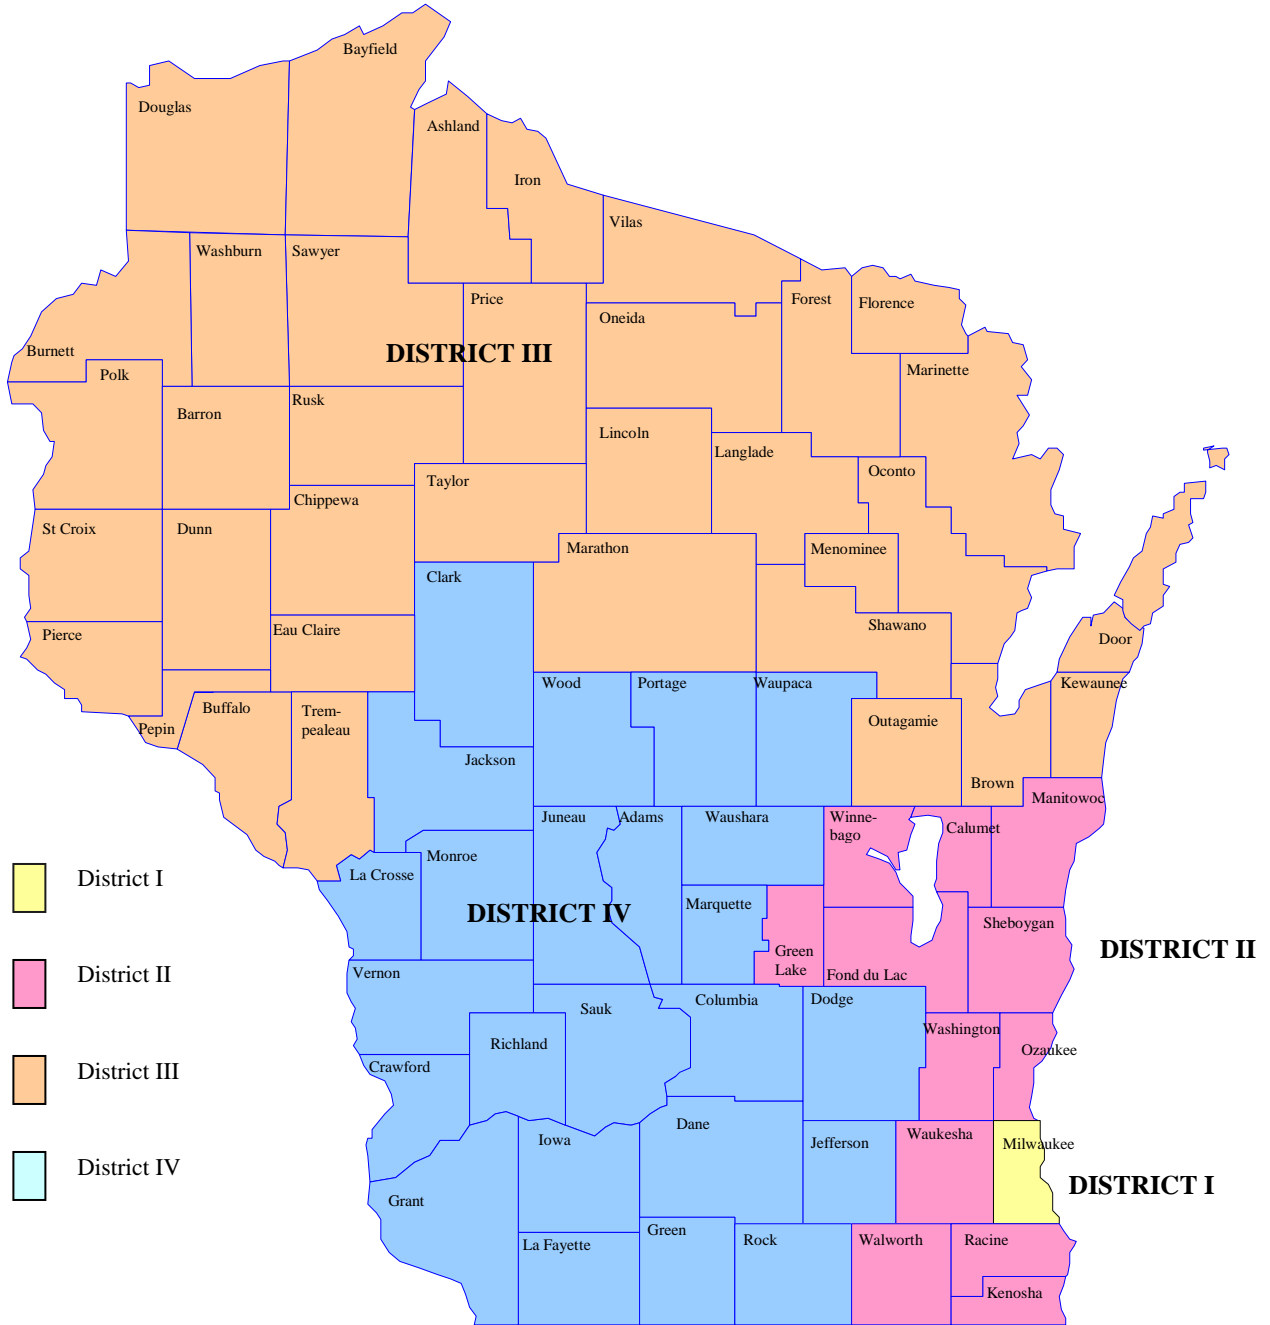 Bayfield
Douglas
Ashland
Iron
Vilas
Washburn
Sawyer
Price
Forest
Florence
Oneida
Burnett
DISTRICT III
Polk
Marinette
Barron
Rusk
Lincoln
Langlade
Oconto
Taylor
Chippewa
St Croix
Dunn
Marathon
Menominee
Clark
Pierce
Eau Claire
Shawano
Door
Wood
Portage
Waupaca
Kewaunee
Buffalo
Trem-
pealeau
Pepin
Outagamie
Jackson
Brown
Manitowoc
Juneau
Adams
Waushara
Winne-
bago
Calumet
Monroe
La Crosse
District I
Marquette
DISTRICT IV
Sheboygan
Green
Lake
DISTRICT II
Vernon
Fond du Lac
District II
Sauk
Columbia
Dodge
Washington
Richland
Ozaukee
Crawford
District III
Dane
Iowa
Jefferson
Waukesha
Milwaukee
District IV
DISTRICT I
Grant
La Fayette
Green
Rock
Walworth
Racine
Kenosha